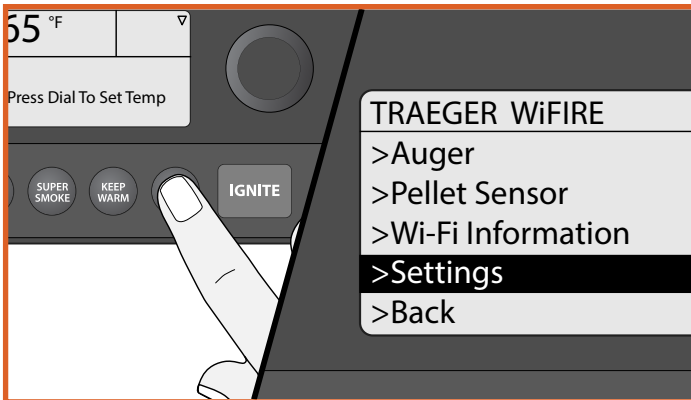 65 °F
Press Dial To Set Temp
SUPER
SMOKE
KEEP
WARM
IGNITE
TRAEGER WiFIRE
>Auger
>Pellet Sensor
>Wi-Fi Information
>Settings
>Back